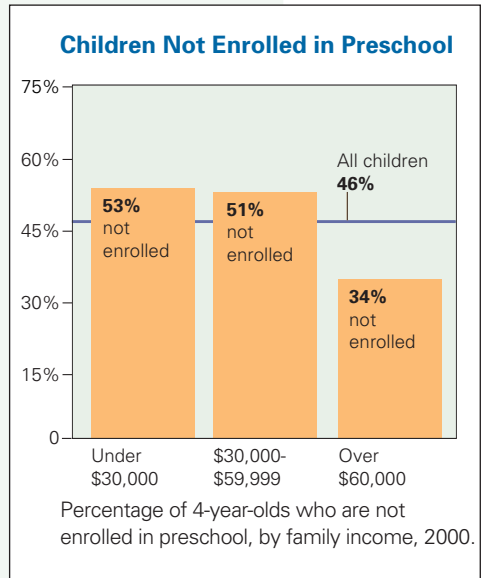 Children Not Enrolled in Preschool
75%
60%
45%
30%
15%
0
All children
46%
53%
not
enrolled
51%
not
enrolled
34%
not
enrolled
Under
$30,000
$30,000-
$59,999
Over
$60,000
Percentage of 4-year-olds who are not
enrolled in preschool, by family income, 2000.